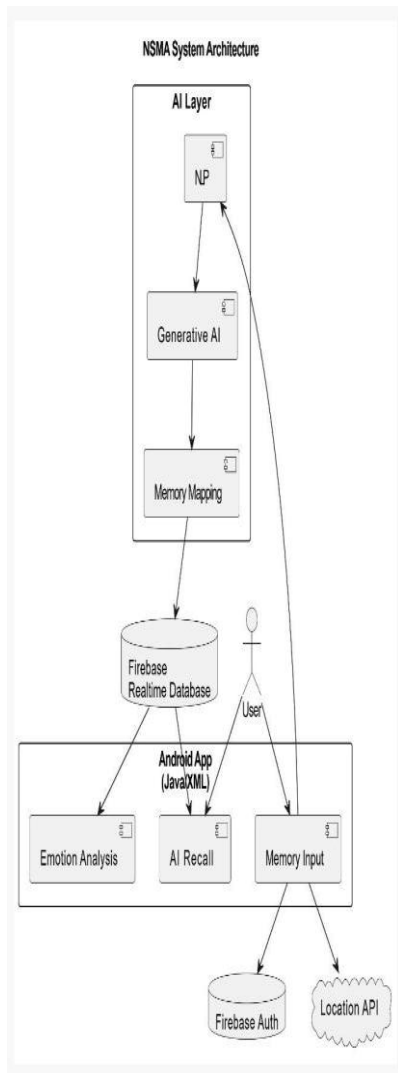 NSMA System Architecture
AI Layer
NLP
Generative AI
Memory Mapping
Firebase
Realtime Database
User
Android App
(Java/XML)
Emotion Analysis
AI Recall
Memory Input
Firebase Auth
Location API